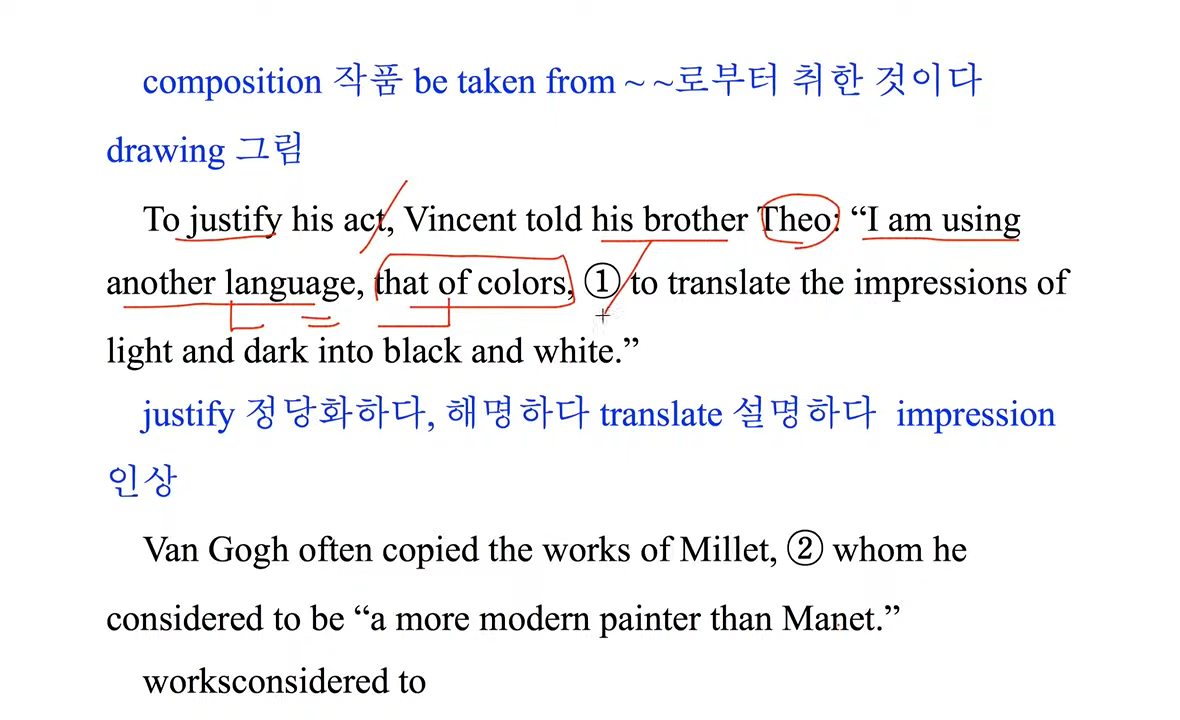 composition 작품 be taken from ~ ~로부터 취한 것이다
drawing 그림
To justify his act, Vincent told his brother Theo: “I am using
another language, that of colors, ① to translate the impressions of
light and dark into black and white.”
justify 정당화하다, 해명하다 translate 설명하다 impression
인상
Van Gogh often copied the works of Millet, ② whom he
considered to be “a more modern painter than Manet.”
worksconsidered to